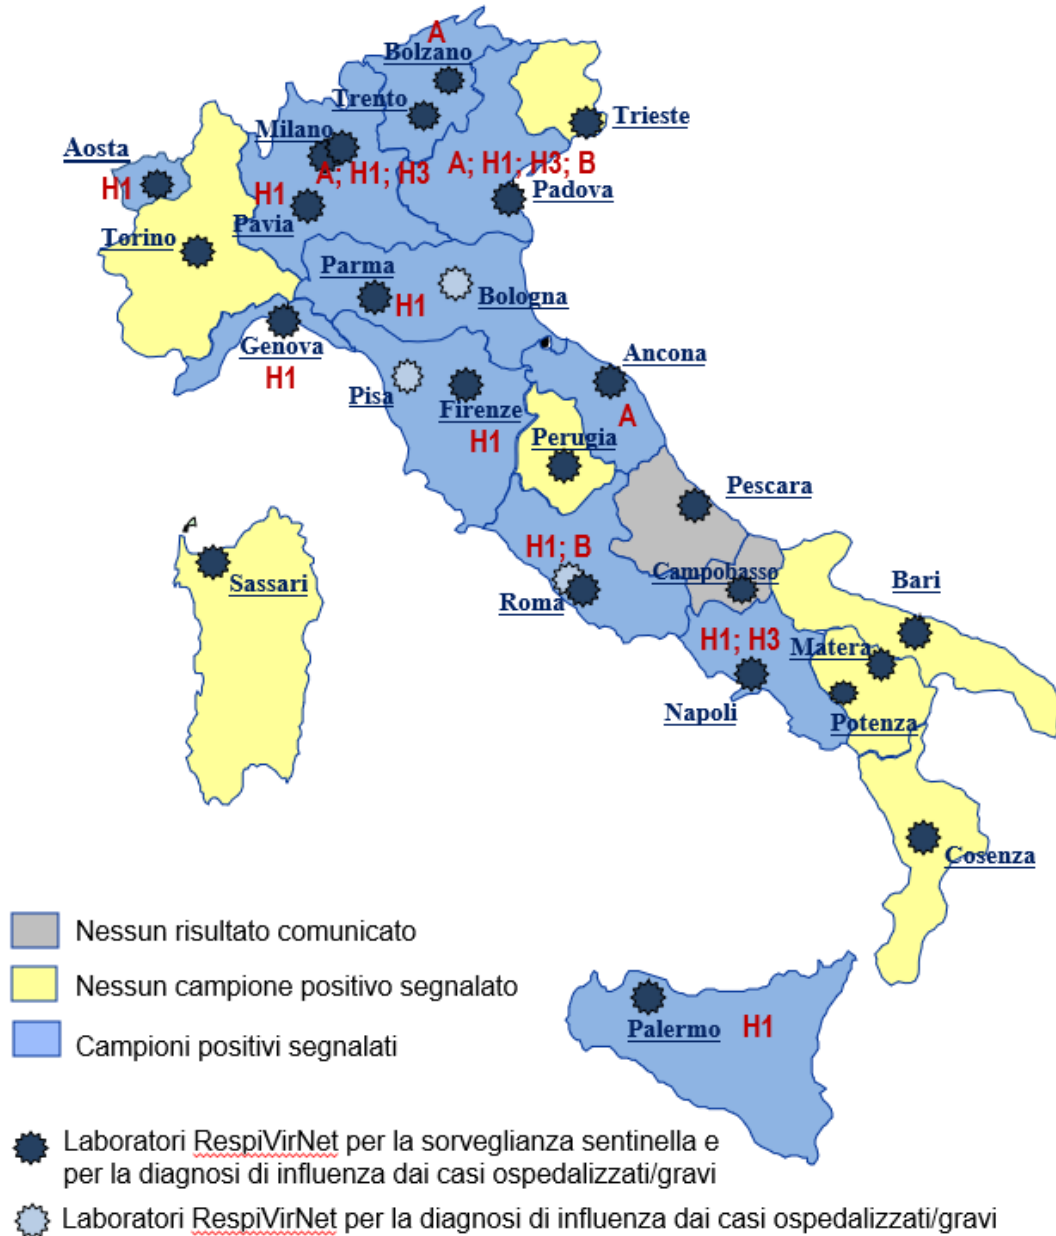 A
Bolzano
Trento
Trieste
Milano
Aosta
A; H1; H3
A; H1; H3; B
H1
H1
Padova
Pavia
Torino
Parma
Bologna
H1
Genova
H1
Ancona
Pisa
Firenze
A
H1
Perugia
Pescara
H1; B
Campobasso
Sassari
Roma
Bari
H1; H3
Matera
Napoli
Potenza
Cosenza
Nessun risultato comunicato
Nessun campione positivo segnalato
Palermo
H1
Campioni positivi segnalati
Laboratori RespiVirNet per la sorveglianza sentinella e
per la diagnosi di influenza dai casi ospedalizzati/gravi
Laboratori RespiVirNet per la diagnosi di influenza dai casi ospedalizzati/gravi